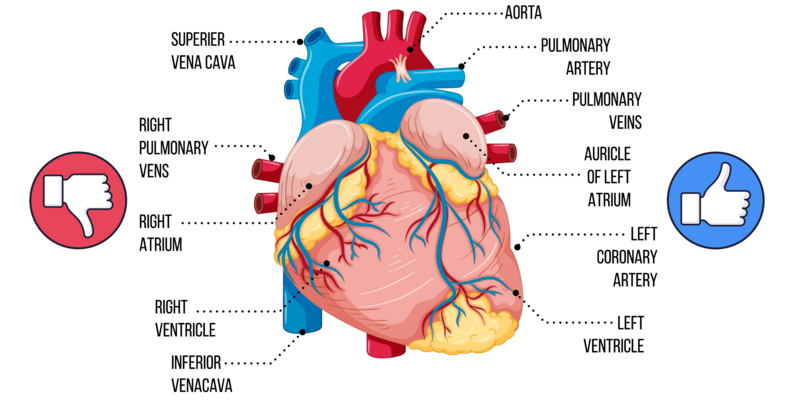 SUPERIER
VENA CAVA
RIGHT
PULMONARY
VENS
RIGHT
ATRIUM
RIGHT
VENTRICLE
INFERIOR
VENACAVA
AORTA
PULMONARY
ARTERY
PULMONARY
VEINS
AURICLE
OF LEFT
ATRIUM
LEFT
CORONARY
ARTERY
LEFT
VENTRICLE